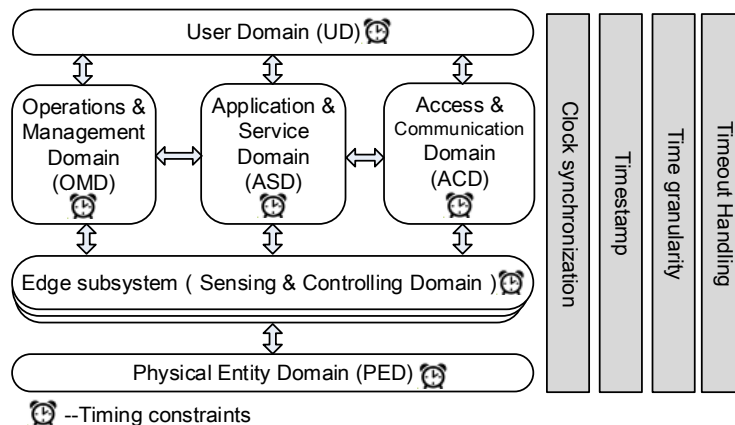 User Domain (UD)
Operations &
Management
Domain
(OMD)
Application &
Service
Domain
(ASD)
Access &
Communication
Domain
(ACD)
Edge subsystem ( Sensing & Controlling Domain )
Physical Entity Domain (PED)
--Timing constraints
Clock synchronization
Timestamp
Time granularity
Timeout Handling